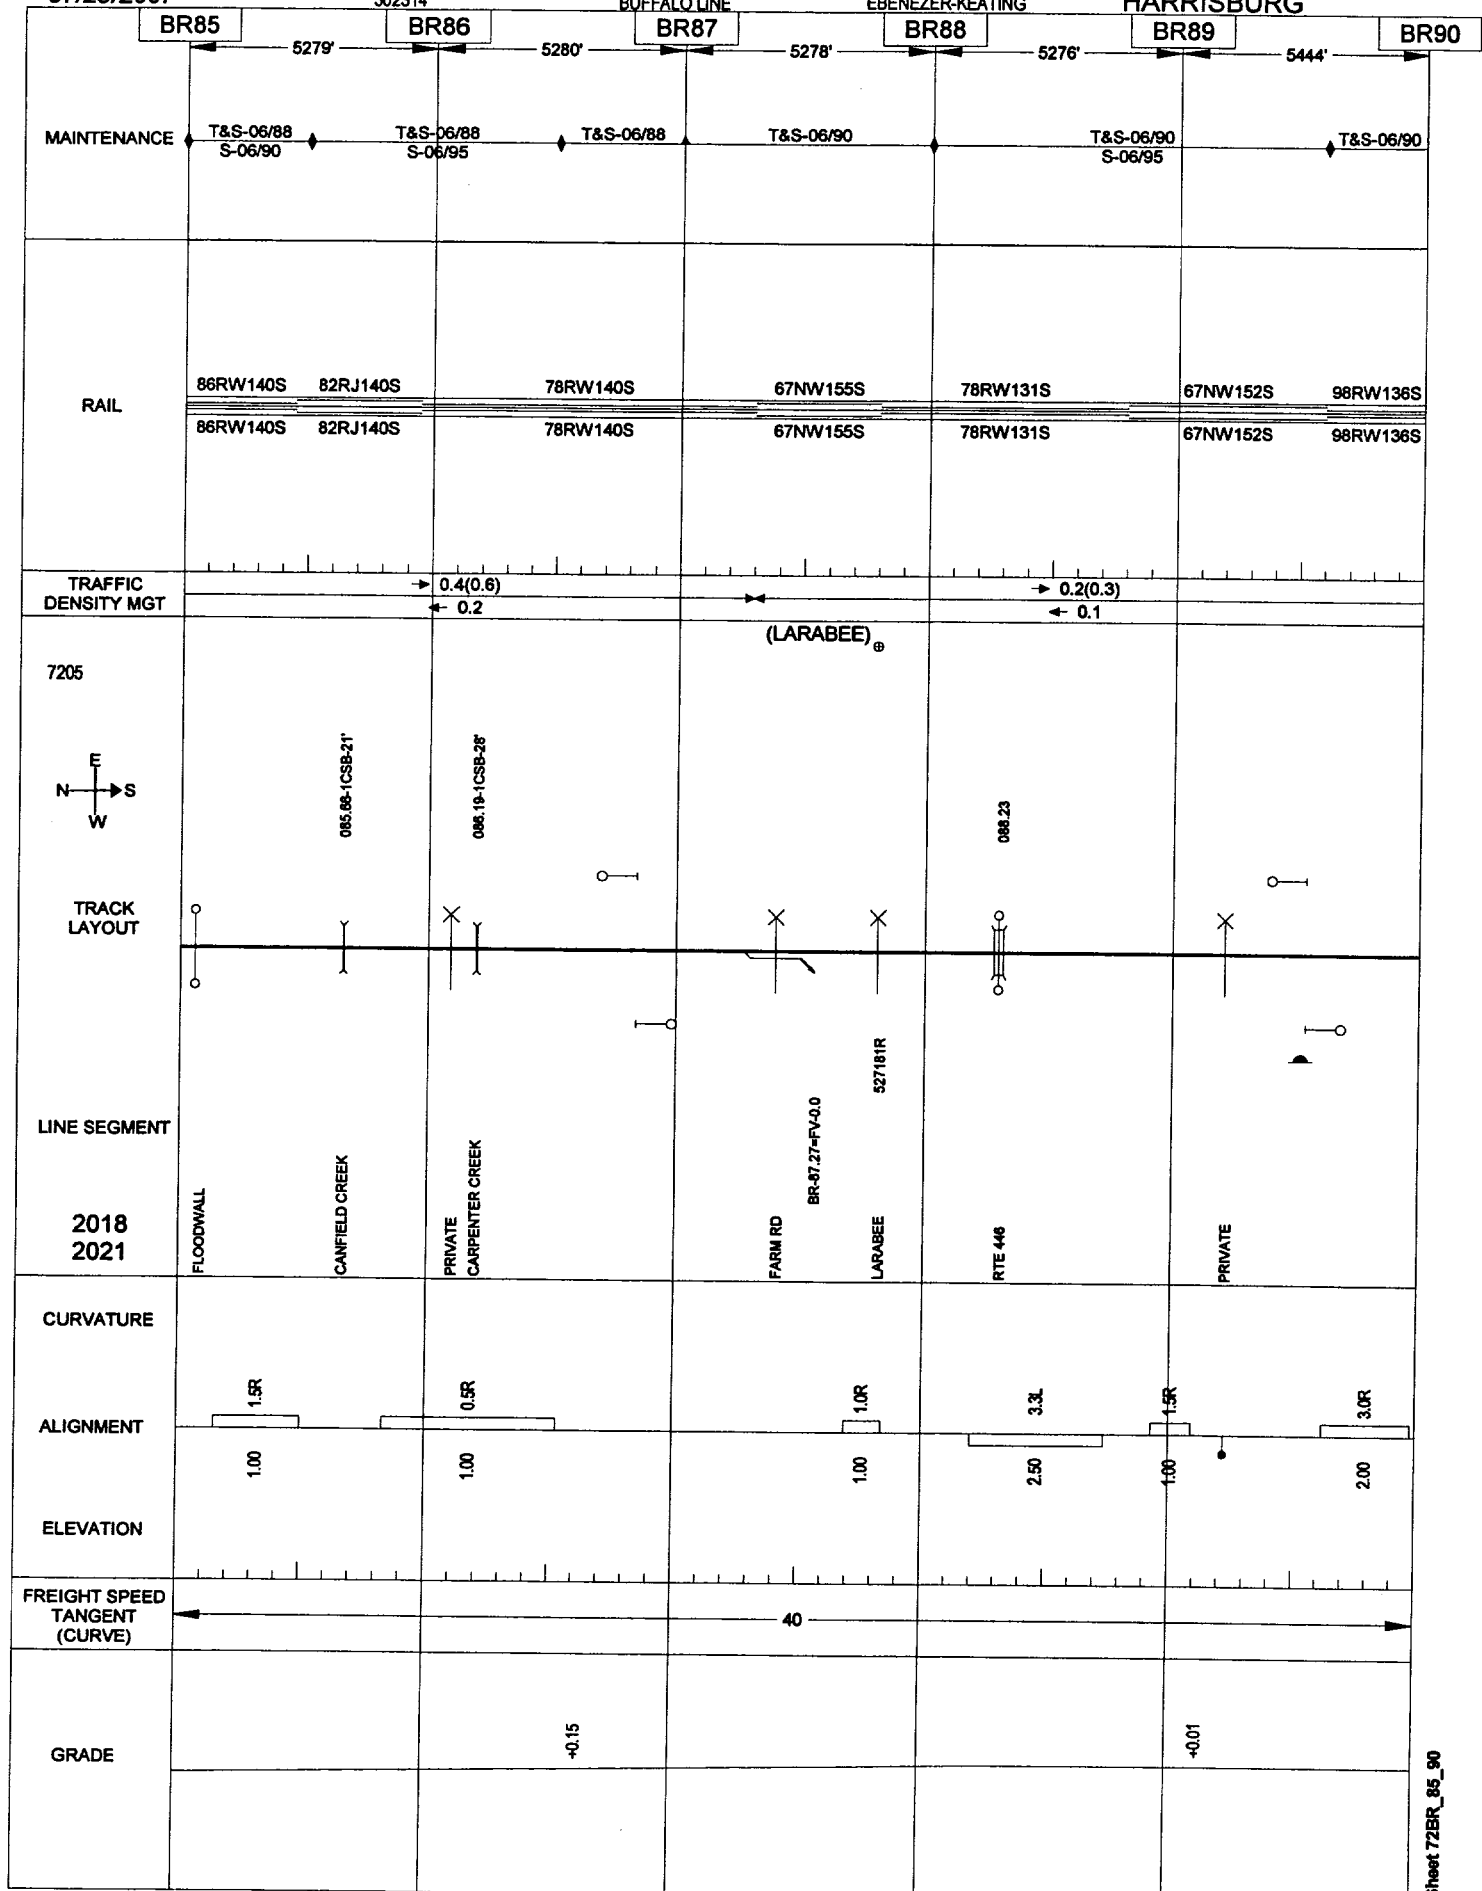 BUFFALO LINE
EBENEZER-KEATING
HARRISBURG
BR85 BR86 BR87 BR88 BR89 BR90
5279' 5280' 5278' 5276' 5444'
MAINTENANCE
T&S-06/88 T&S-06/88 T&S-06/88 T&S-06/90 T&S-06/90 T&S-06/90
S-06/90 S-06/95 S-06/95
RAIL
86RW140S 82RJ140S 78RW140S 67NW155S 78RW131S 67NW152S 98RW136S
86RW140S 82RJ140S 78RW140S 67NW155S 78RW131S 67NW152S 98RW136S
TRAFFIC
DENSITY MGT
0.4(0.6) 0.2(0.3)
0.2 0.1
(LARABEE)
7205
E
N S
W
085.66-1CSB-21'
086.19-1CSB-28'
088.23
TRACK
LAYOUT
527181R
BR-87.27=FV-0.0
LINE SEGMENT
2018
2021
FLOODWALL
CANFIELD CREEK
PRIVATE
CARPENTER CREEK
FARM RD
LARABEE
RTE 446
PRIVATE
CURVATURE
ALIGNMENT
1.5R 0.5R 1.0R 3.3L 1.5R 3.0R
1.00 1.00 1.00 2.50 1.00 2.00
ELEVATION
FREIGHT SPEED
TANGENT
(CURVE)
40
GRADE
+0.15 +0.01
Sheet 72BR_85_90